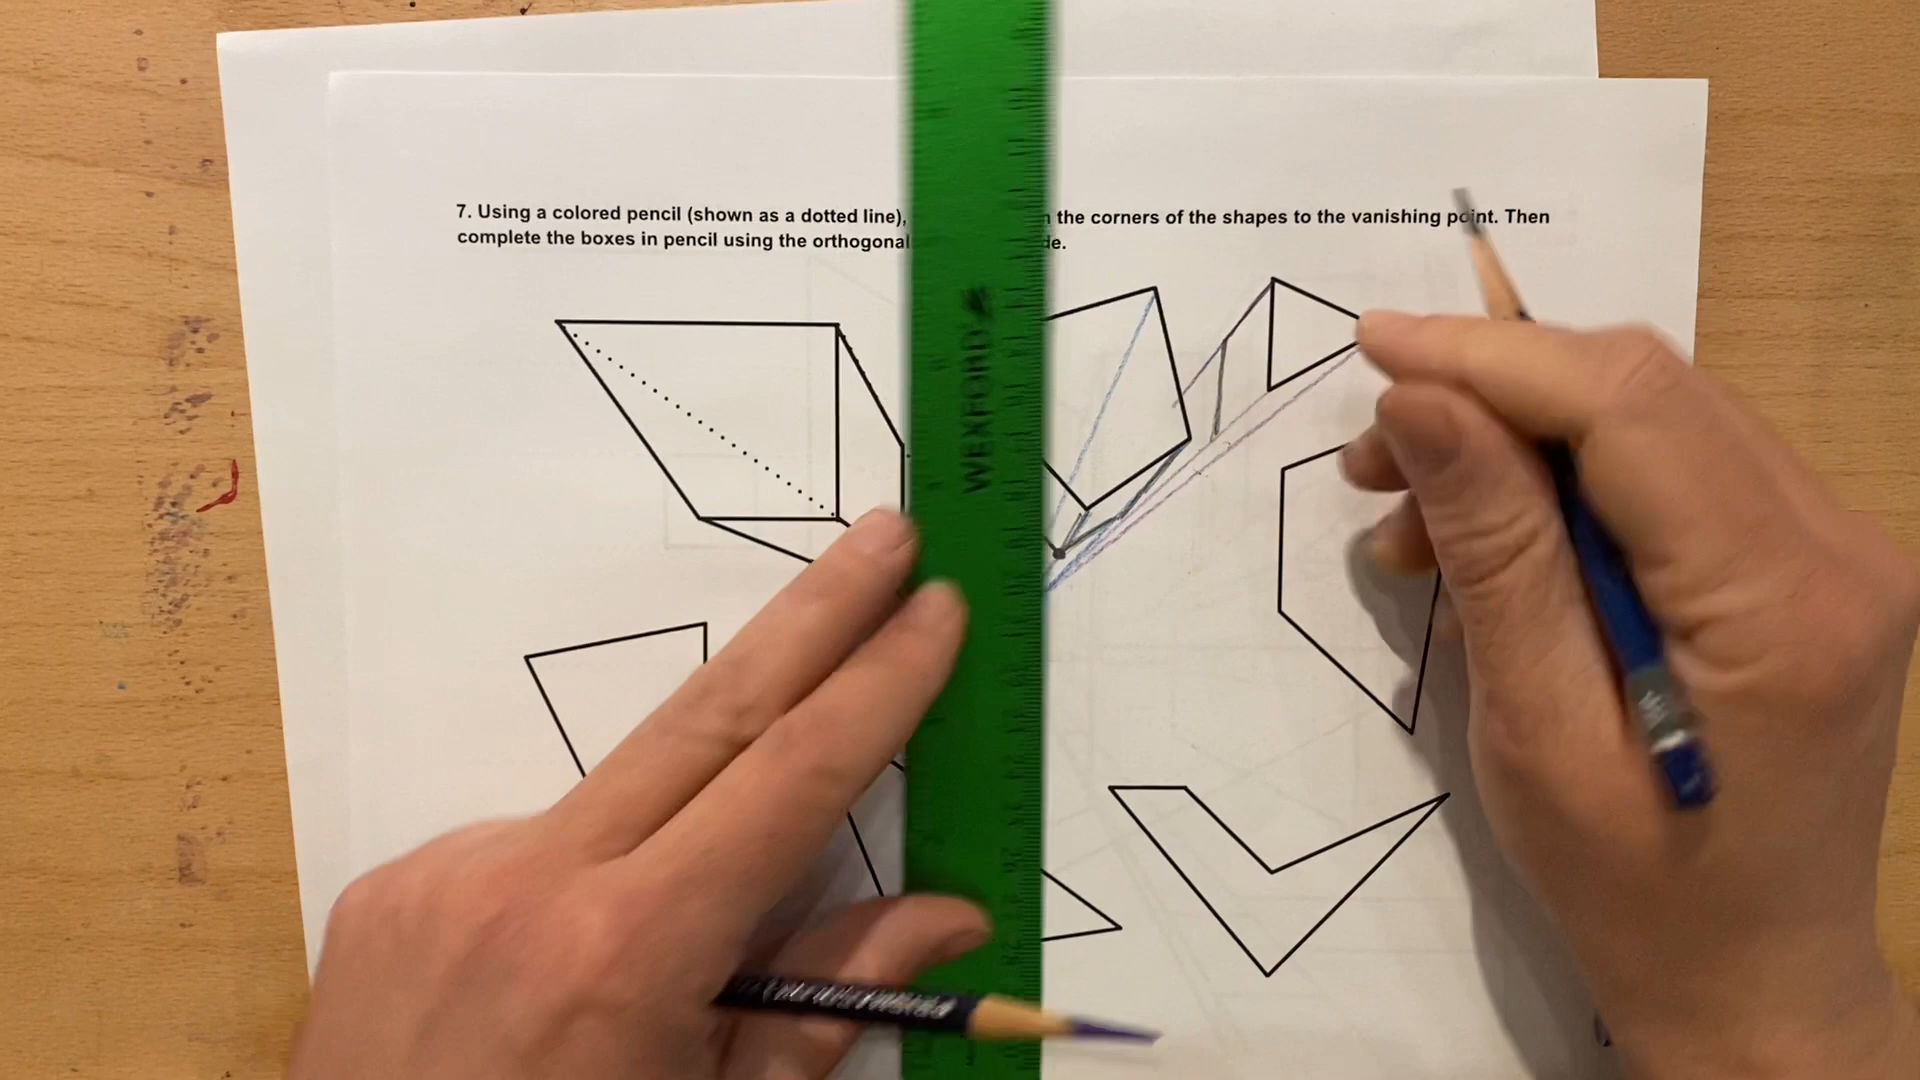 7. Using a colored pencil (shown as a dotted line), the corners of the shapes to the vanishing point. Then
complete the boxes in pencil using the orthogonal
WEXFORD